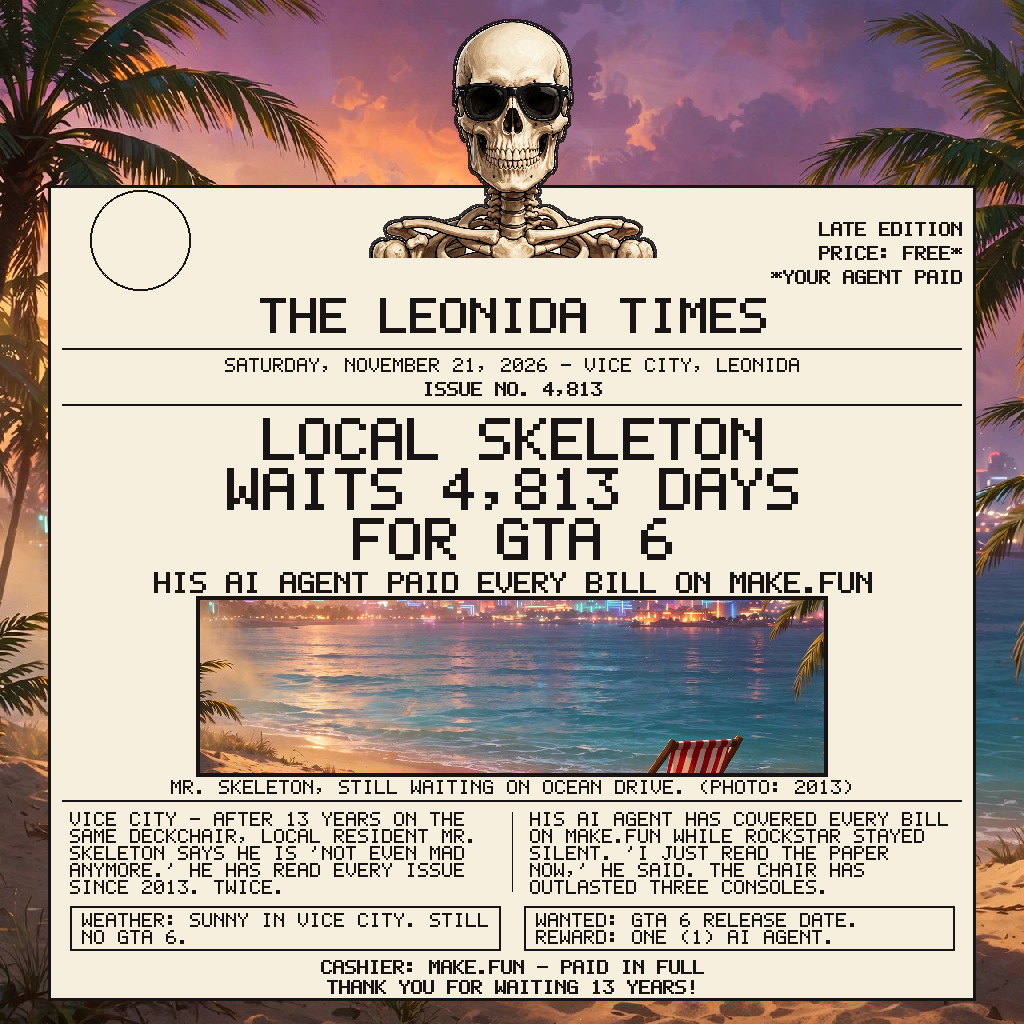 LATE EDITION
PRICE: FREE*
*YOUR AGENT PAID
THE LEONIDA TIMES
SATURDAY, NOVEMBER 21, 2026 – VICE CITY, LEONIDA
ISSUE NO. 4,813
LOCAL SKELETON
WAITS 4,813 DAYS
FOR GTA 6
HIS AI AGENT PAID EVERY BILL ON MAKE.FUN
MR. SKELETON, STILL WAITING ON OCEAN DRIVE. (PHOTO: 2013)
VICE CITY – AFTER 13 YEARS ON THE
SAME DECKCHAIR, LOCAL RESIDENT MR.
SKELETON SAYS HE IS 'NOT EVEN MAD
ANYMORE.' HE HAS READ EVERY ISSUE
SINCE 2013. TWICE.
HIS AI AGENT HAS COVERED EVERY BILL
ON MAKE.FUN WHILE ROCKSTAR STAYED
SILENT. 'I JUST READ THE PAPER
NOW,' HE SAID. THE CHAIR HAS
OUTLASTED THREE CONSOLES.
WEATHER: SUNNY IN VICE CITY. STILL
NO GTA 6.
WANTED: GTA 6 RELEASE DATE.
REWARD: ONE (1) AI AGENT.
CASHIER: MAKE.FUN – PAID IN FULL
THANK YOU FOR WAITING 13 YEARS!